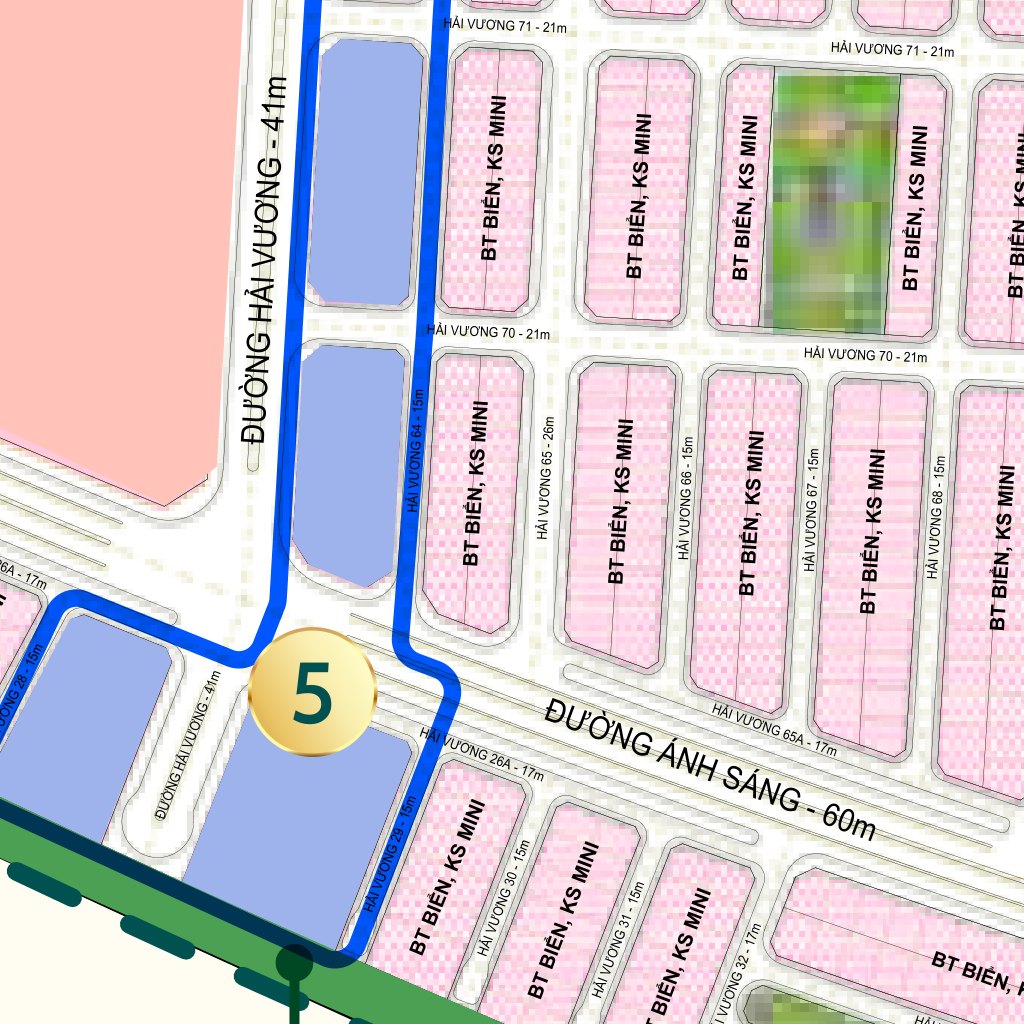 HẢI VƯƠNG 71 - 21m
HẢI VƯƠNG 71 - 21m
ĐƯỜNG HẢI VƯƠNG - 41m
BT BIỂN, KS MINI
BT BIỂN, KS MINI
BT BIỂN, KS MINI
BT BIỂN, KS MINI
HẢI VƯƠNG 70 - 21m
HẢI VƯƠNG 70 - 21m
HẢI VƯƠNG 64 - 15m
BT BIỂN, KS MINI
HẢI VƯƠNG 65 - 26m
BT BIỂN, KS MINI
HẢI VƯƠNG 66 - 15m
BT BIỂN, KS MINI
HẢI VƯƠNG 67 - 15m
BT BIỂN, KS MINI
HẢI VƯƠNG 68 - 15m
BT BIỂN, KS MINI
26A - 17m
28 - 15m
ĐƯỜNG HẢI VƯƠNG - 41m
5
HẢI VƯƠNG 65A - 17m
ĐƯỜNG ÁNH SÁNG - 60m
HẢI VƯƠNG 26A - 17m
HẢI VƯƠNG 29 - 15m
BT BIỂN, KS MINI
HẢI VƯƠNG 30 - 15m
BT BIỂN, KS MINI
HẢI VƯƠNG 31 - 15m
BIỂN, KS MINI
VƯƠNG 32 - 17m
BT BIỂN,